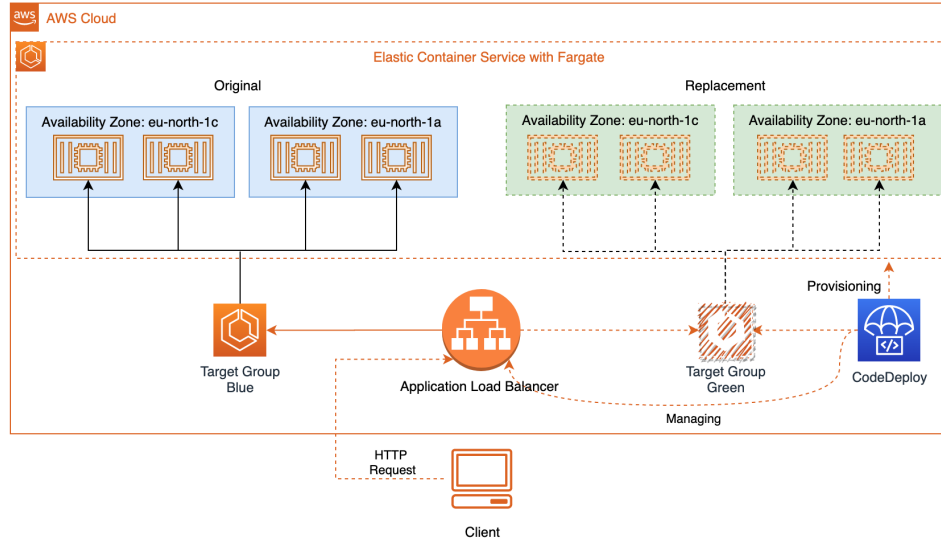 aws
AWS Cloud
Elastic Container Service with Fargate
Original
Replacement
Availability Zone: eu-north-1c
Availability Zone: eu-north-1a
Availability Zone: eu-north-1c
Availability Zone: eu-north-1a
Provisioning
Target Group
Blue
Application Load Balancer
Target Group
Green
</>
CodeDeploy
Managing
HTTP
Request
Client